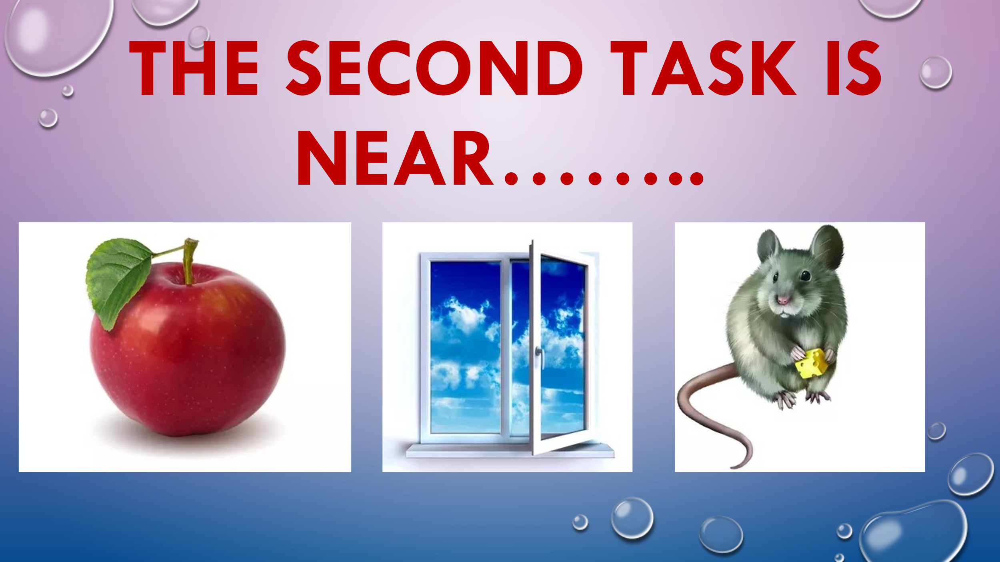 THE SECOND TASK IS
NEAR........